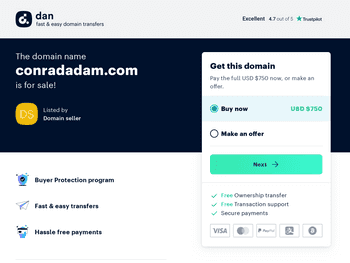 dan
fast & easy domain transfers
Excellent 4.7 out of 5 Trustpilot
The domain name
conradadam.com
is for sale!
DS
Listed by
Domain seller
Buyer Protection program
Fast & easy transfers
Hassle free payments
Get this domain
Pay the full USD $750 now, or make an
offer.
Buy now USD $750
Make an offer
Next
Free Ownership transfer
Free Transaction support
Secure payments
VISA
PayPal